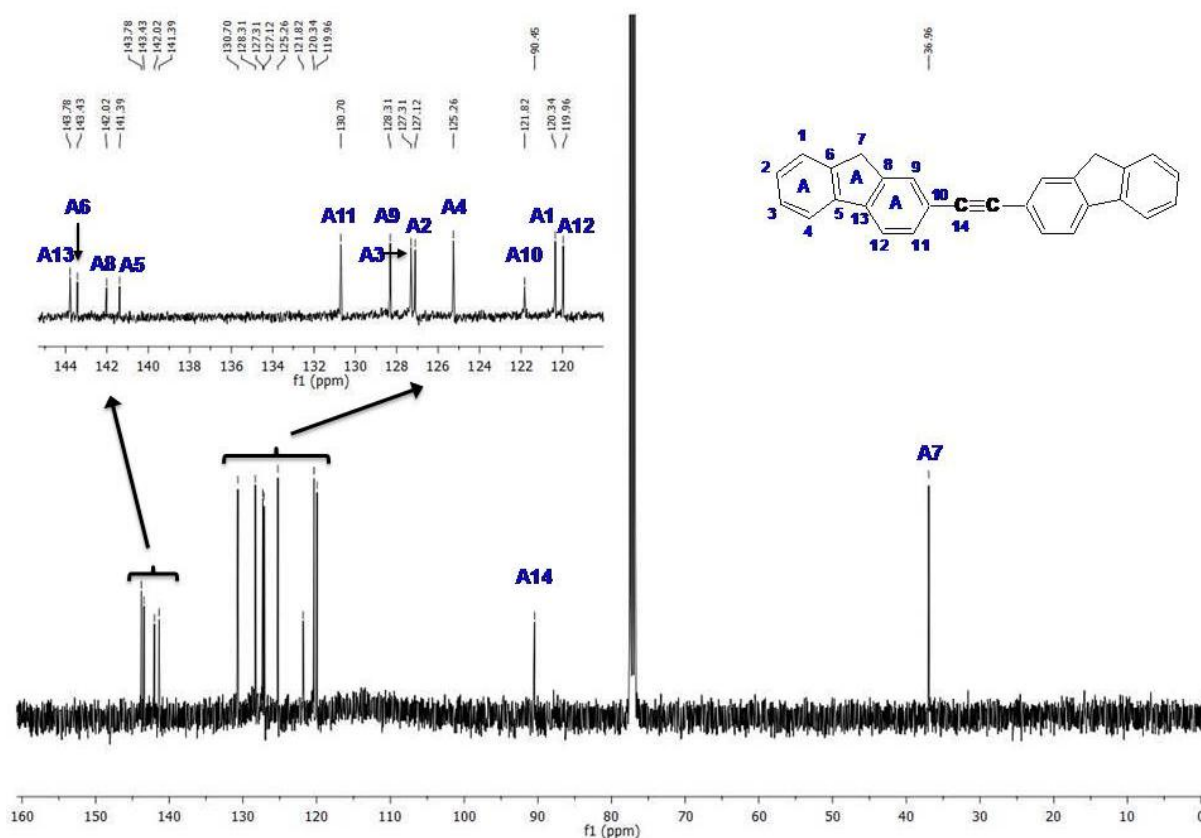 143.78
143.43
142.02
141.39
130.70
128.31
127.31
127.12
125.26
121.82
120.34
119.96
90.45
36.96
143.78
143.43
142.02
141.39
130.70
128.31
127.31
127.12
125.26
121.82
120.34
119.96
A6
A13
A8
A5
A11
A9
A3
A2
A4
A10
A1
A12
144 142 140 138 136 134 132 130 128 126 124 122 120
f1 (ppm)
1 2 3 4 5 6 7 8 9 10 11 12 13 14
A A A
C≡C
A14
A7
160 150 140 130 120 110 100 90 80 70 60 50 40 30 20 10 0
f1 (ppm)